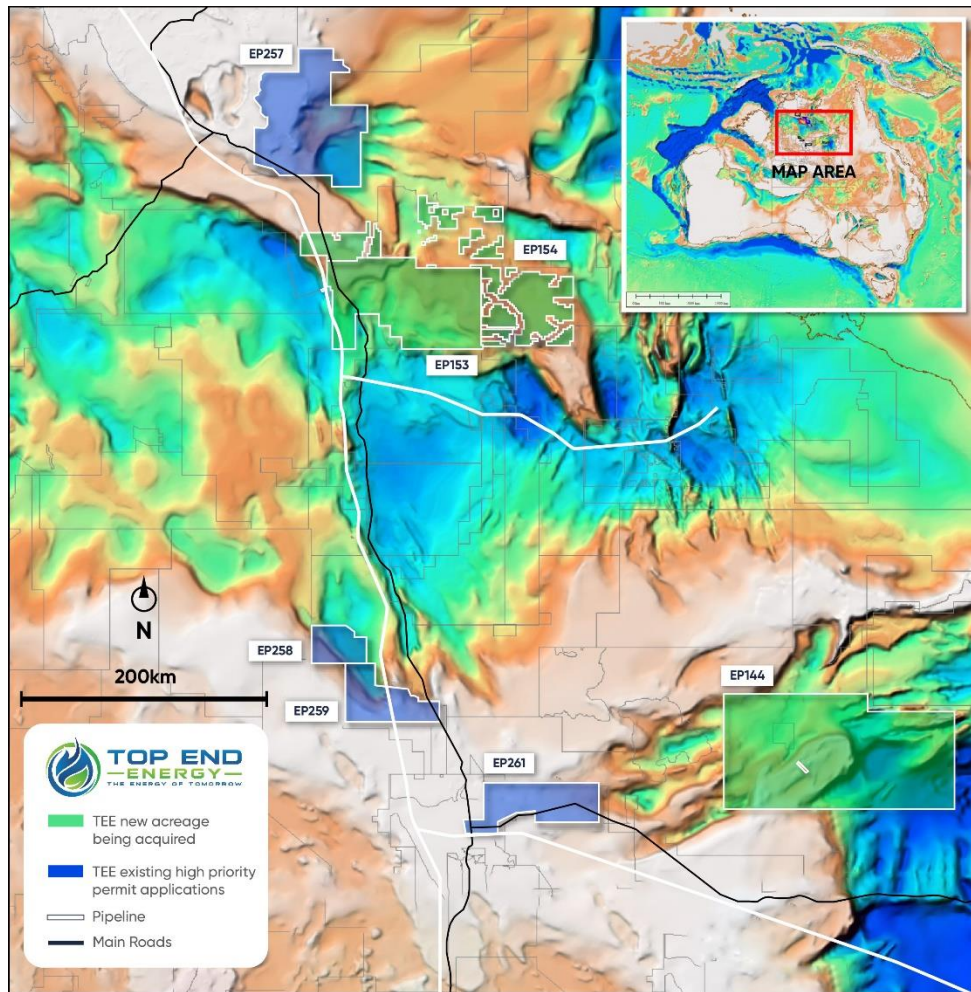 EP257
MAP AREA
EP154
EP153
N
200km
EP258
EP259
EP144
EP261
TOP END
ENERGY
THE ENERGY OF TOMORROW
TEE new acreage
being acquired
TEE existing high priority
permit applications
Pipeline
Main Roads